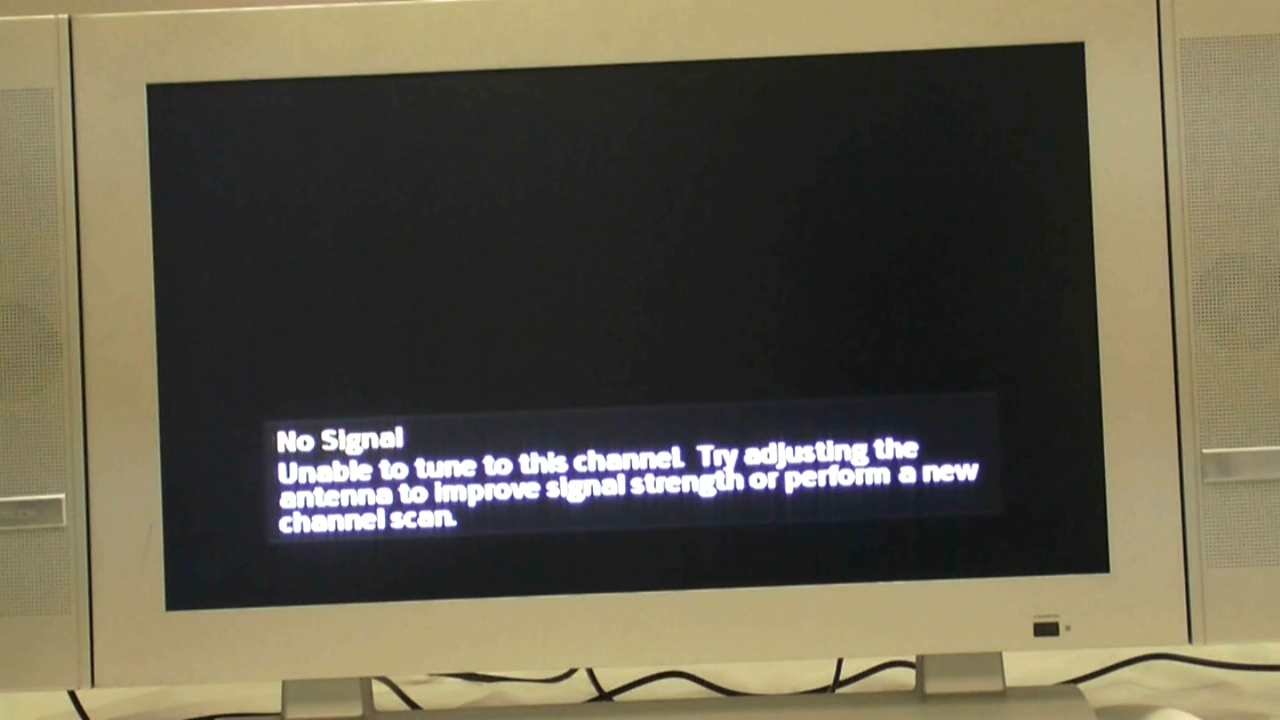 No Signal
Unable to tune to this channel. Try adjusting the
antenna to improve signal strength or perform a new
channel scan.